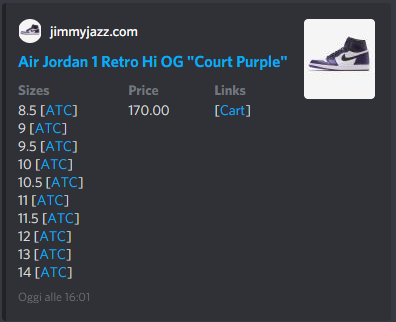 jimmyjazz.com
Air Jordan 1 Retro Hi OG "Court Purple"
Sizes Price Links
8.5 [ATC] 170.00 [Cart]
9 [ATC]
9.5 [ATC]
10 [ATC]
10.5 [ATC]
11 [ATC]
11.5 [ATC]
12 [ATC]
13 [ATC]
14 [ATC]
Oggi alle 16:01